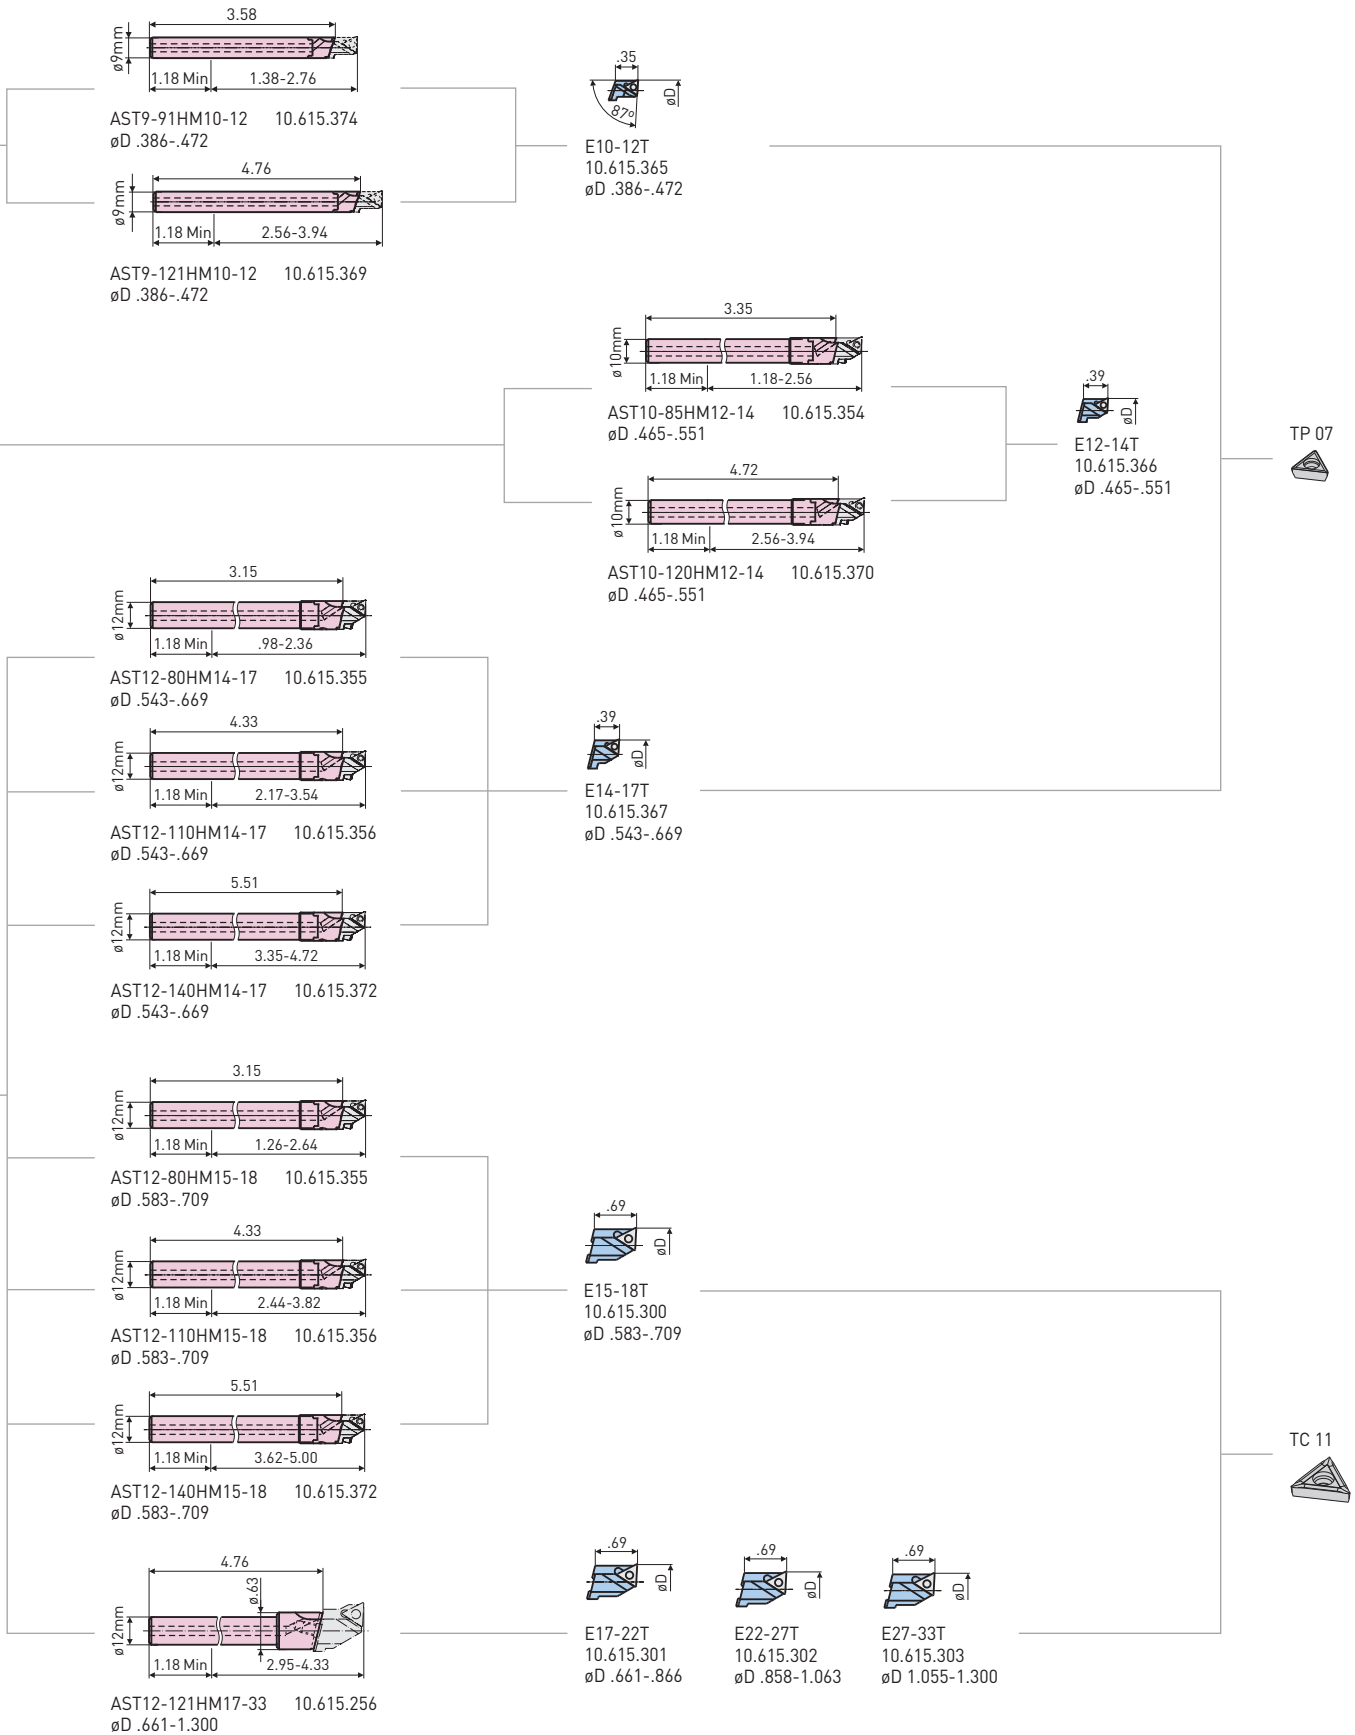 3.58
ø9mm
1.18 Min 1.38-2.76
AST9-91HM10-12 10.615.374
øD .386-.472
4.76
ø9mm
1.18 Min 2.56-3.94
AST9-121HM10-12 10.615.369
øD .386-.472
.35
øD
87º
E10-12T
10.615.365
øD .386-.472
3.35
ø10mm
1.18 Min 1.18-2.56
AST10-85HM12-14 10.615.354
øD .465-.551
4.72
ø10mm
1.18 Min 2.56-3.94
AST10-120HM12-14 10.615.370
øD .465-.551
.39
øD
E12-14T
10.615.366
øD .465-.551
TP 07
3.15
ø12mm
1.18 Min .98-2.36
AST12-80HM14-17 10.615.355
øD .543-.669
4.33
ø12mm
1.18 Min 2.17-3.54
AST12-110HM14-17 10.615.356
øD .543-.669
5.51
ø12mm
1.18 Min 3.35-4.72
AST12-140HM14-17 10.615.372
øD .543-.669
.39
øD
E14-17T
10.615.367
øD .543-.669
3.15
ø12mm
1.18 Min 1.26-2.64
AST12-80HM15-18 10.615.355
øD .583-.709
4.33
ø12mm
1.18 Min 2.44-3.82
AST12-110HM15-18 10.615.356
øD .583-.709
5.51
ø12mm
1.18 Min 3.62-5.00
AST12-140HM15-18 10.615.372
øD .583-.709
.69
øD
E15-18T
10.615.300
øD .583-.709
TC 11
4.76
ø.63
ø12mm
1.18 Min 2.95-4.33
AST12-121HM17-33 10.615.256
øD .661-1.300
.69
øD
E17-22T
10.615.301
øD .661-.866
.69
øD
E22-27T
10.615.302
øD .858-1.063
.69
øD
E27-33T
10.615.303
øD 1.055-1.300